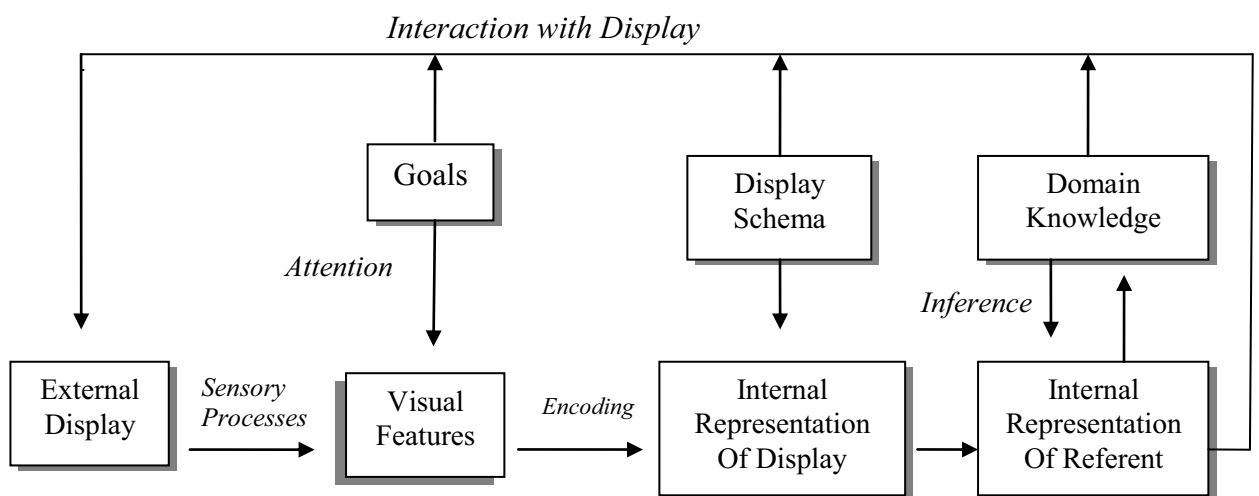 Interaction with Display
Goals
Display
Schema
Domain
Knowledge
Attention
Inference
External
Display
Sensory
Processes
Visual
Features
Encoding
Internal
Representation
Of Display
Internal
Representation
Of Referent